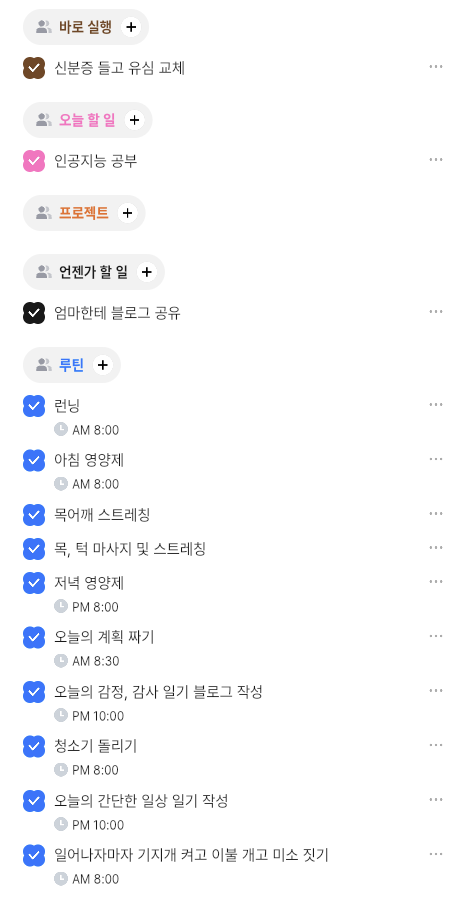 바로 실행
신분증 들고 유심 교체
오늘 할 일
인공지능 공부
프로젝트
언젠가 할 일
엄마한테 블로그 공유
루틴
런닝
AM 8:00
아침 영양제
AM 8:00
목어깨 스트레칭
목, 턱 마사지 및 스트레칭
저녁 영양제
PM 8:00
오늘의 계획 짜기
AM 8:30
오늘의 감정, 감사 일기 블로그 작성
PM 10:00
청소기 돌리기
PM 8:00
오늘의 간단한 일상 일기 작성
PM 10:00
일어나자마자 기지개 켜고 이불 개고 미소 짓기
AM 8:00